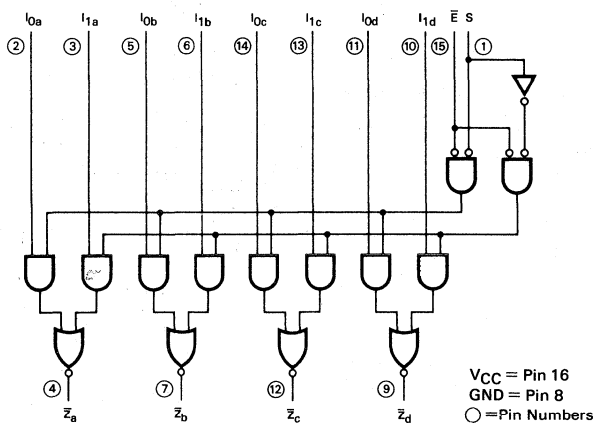 I0a I1a I0b I1b I0c I1c I0d I1d E̅ S
2 3 5 6 14 13 11 10 15 1
4 7 12 9
Z̅a Z̅b Z̅c Z̅d
VCC = Pin 16
GND = Pin 8
◯ =Pin Numbers